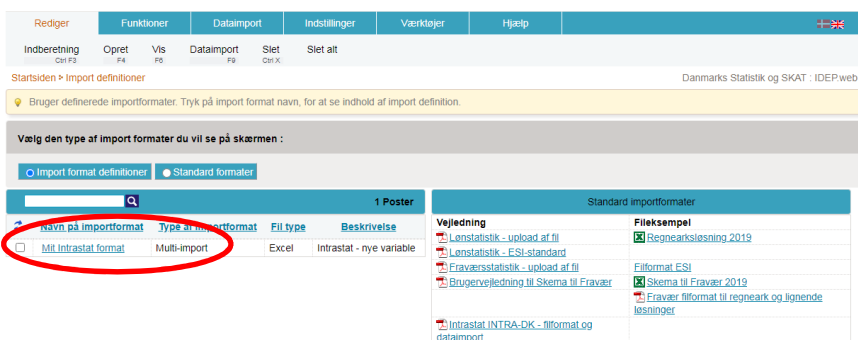 Rediger Funktioner Dataimport Indstillinger Værktøjer Hjælp
Indberetning Opret Vis Dataimport Slet Slet alt
Ctrl F3 F4 F6 F9 Ctrl X
Startsiden > Import definitioner Danmarks Statistik og SKAT : IDEP.web
Bruger definerede importformater. Tryk på import format navn, for at se indhold af import definition.
Vælg den type af import formater du vil se på skærmen :
Import format definitioner Standard formater
1 Poster Standard importformater
Navn på importformat Type af importformat Fil type Beskrivelse
Mit Intrastat format Multi-import Excel Intrastat - nye variable
Vejledning Fileksempel
Lønstatistik - upload af fil Regnearksløsning 2019
Lønstatistik - ESI-standard
Fraværsstatistik - upload af fil Filformat ESI
Brugervejledning til Skema til Fravær Skema til Fravær 2019
Fravær filformat til regneark og lignende
løsninger
Intrastat INTRA-DK - filformat og
dataimport